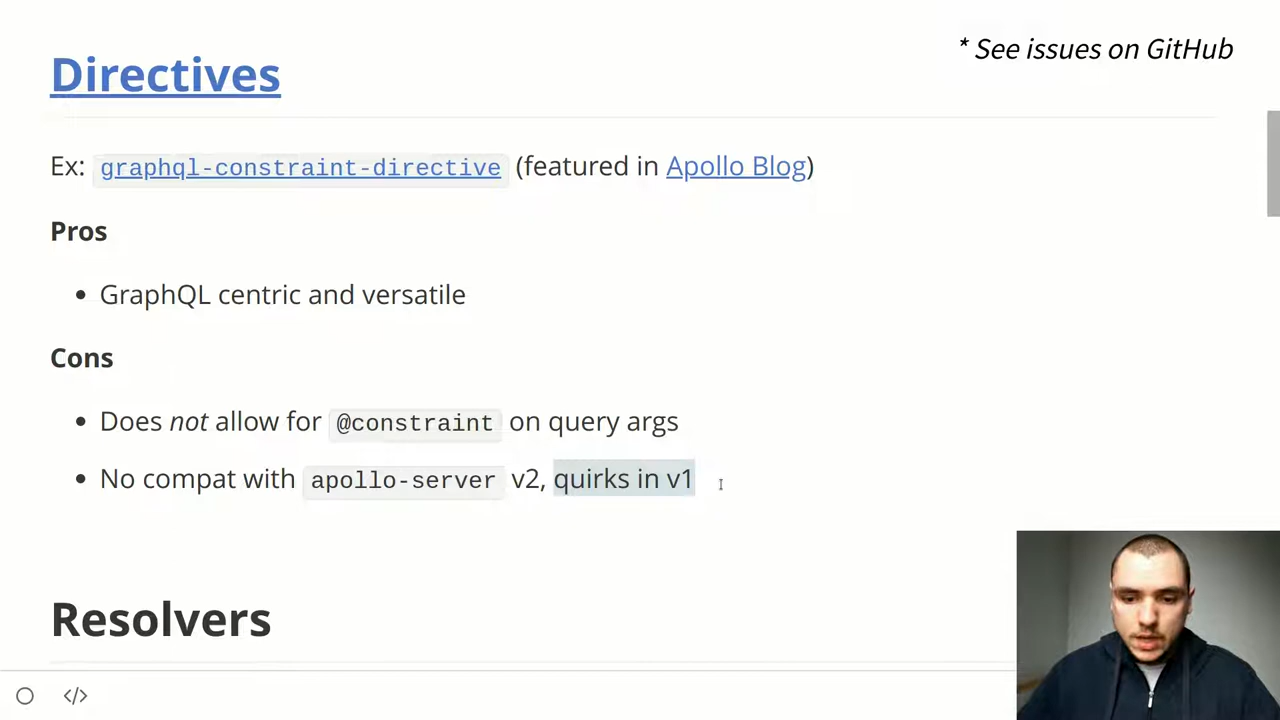 * See issues on GitHub
Directives
Ex: graphql-constraint-directive (featured in Apollo Blog)
Pros
• GraphQL centric and versatile
Cons
• Does not allow for @constraint on query args
• No compat with apollo-server v2, quirks in v1
Resolvers
</>